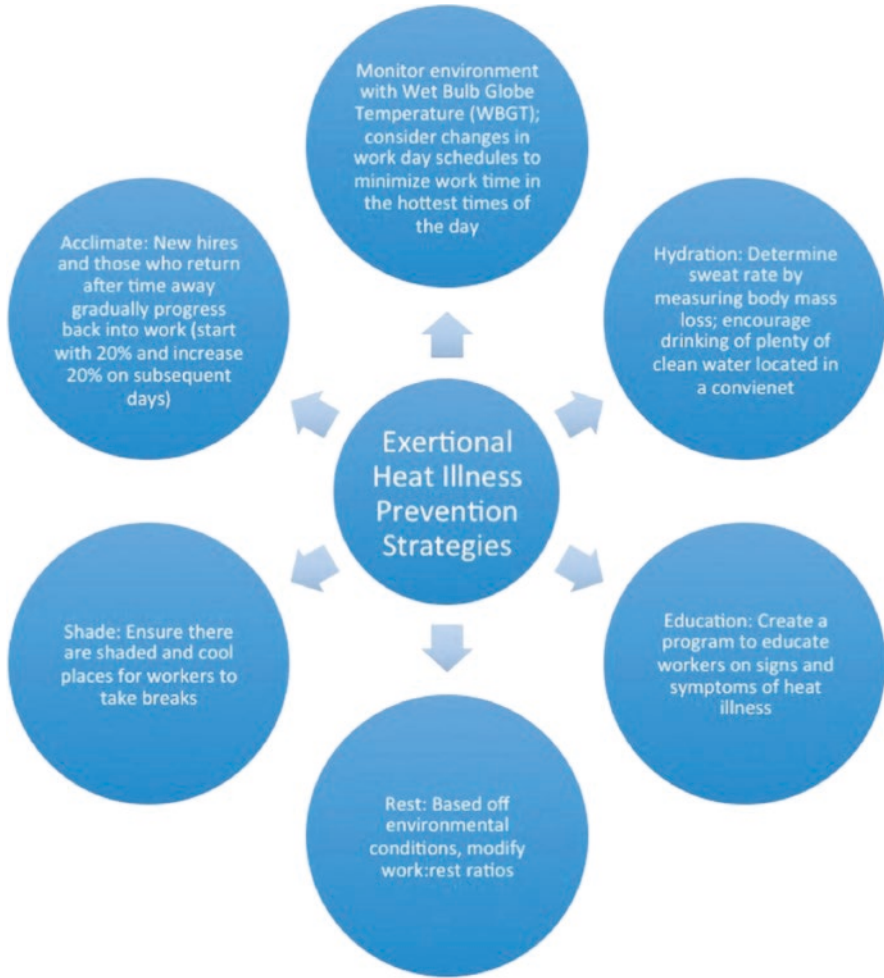 Monitor environment
with Wet Bulb Globe
Temperature (WBGT);
consider changes in
work day schedules to
minimize work time in
the hottest times of
the day
Acclimate: New hires
and those who return
after time away
gradually progress
back into work (start
with 20% and increase
20% on subsequent
days)
Hydration: Determine
sweat rate by
measuring body mass
loss; encourage
drinking of plenty of
clean water located in
a convienet
Exertional
Heat Illness
Prevention
Strategies
Shade: Ensure there
are shaded and cool
places for workers to
take breaks
Education: Create a
program to educate
workers on signs and
symptoms of heat
illness
Rest: Based off
environmental
conditions, modify
work:rest ratios